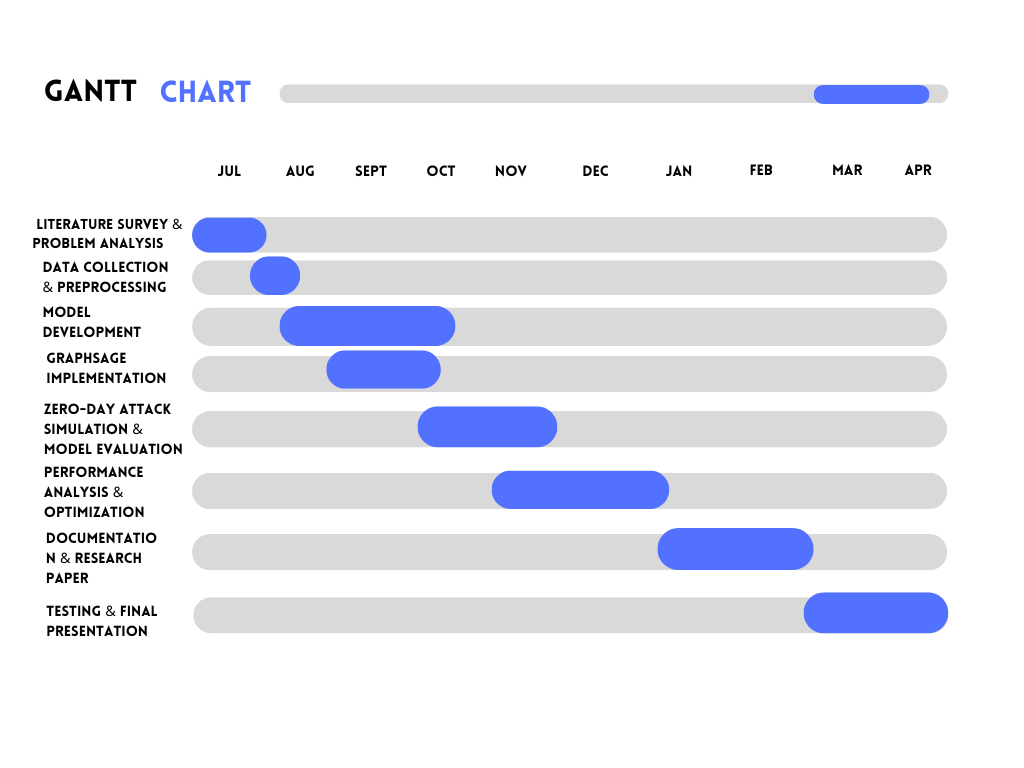 GANTT CHART
JUL AUG SEPT OCT NOV DEC JAN FEB MAR APR
LITERATURE SURVEY &
PROBLEM ANALYSIS
DATA COLLECTION
& PREPROCESSING
MODEL
DEVELOPMENT
GRAPHSAGE
IMPLEMENTATION
ZERO-DAY ATTACK
SIMULATION &
MODEL EVALUATION
PERFORMANCE
ANALYSIS &
OPTIMIZATION
DOCUMENTATIO
N & RESEARCH
PAPER
TESTING & FINAL
PRESENTATION